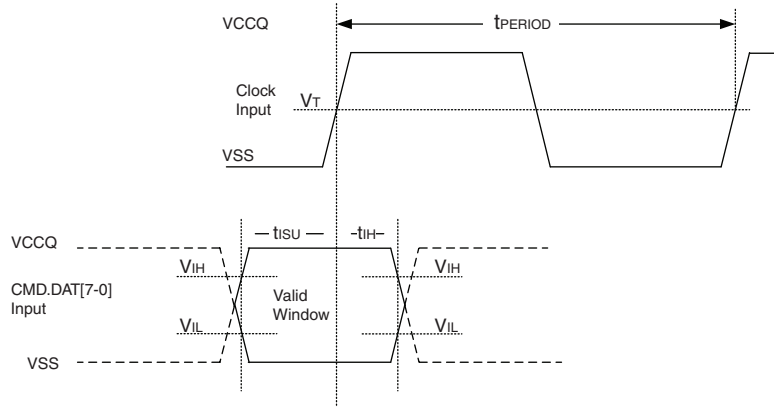 VCCQ
tPERIOD
Clock
Input
VT
VSS
tISU
tIH
VCCQ
VIH
VIH
CMD.DAT[7-0]
Input
Valid
Window
VIL
VIL
VSS